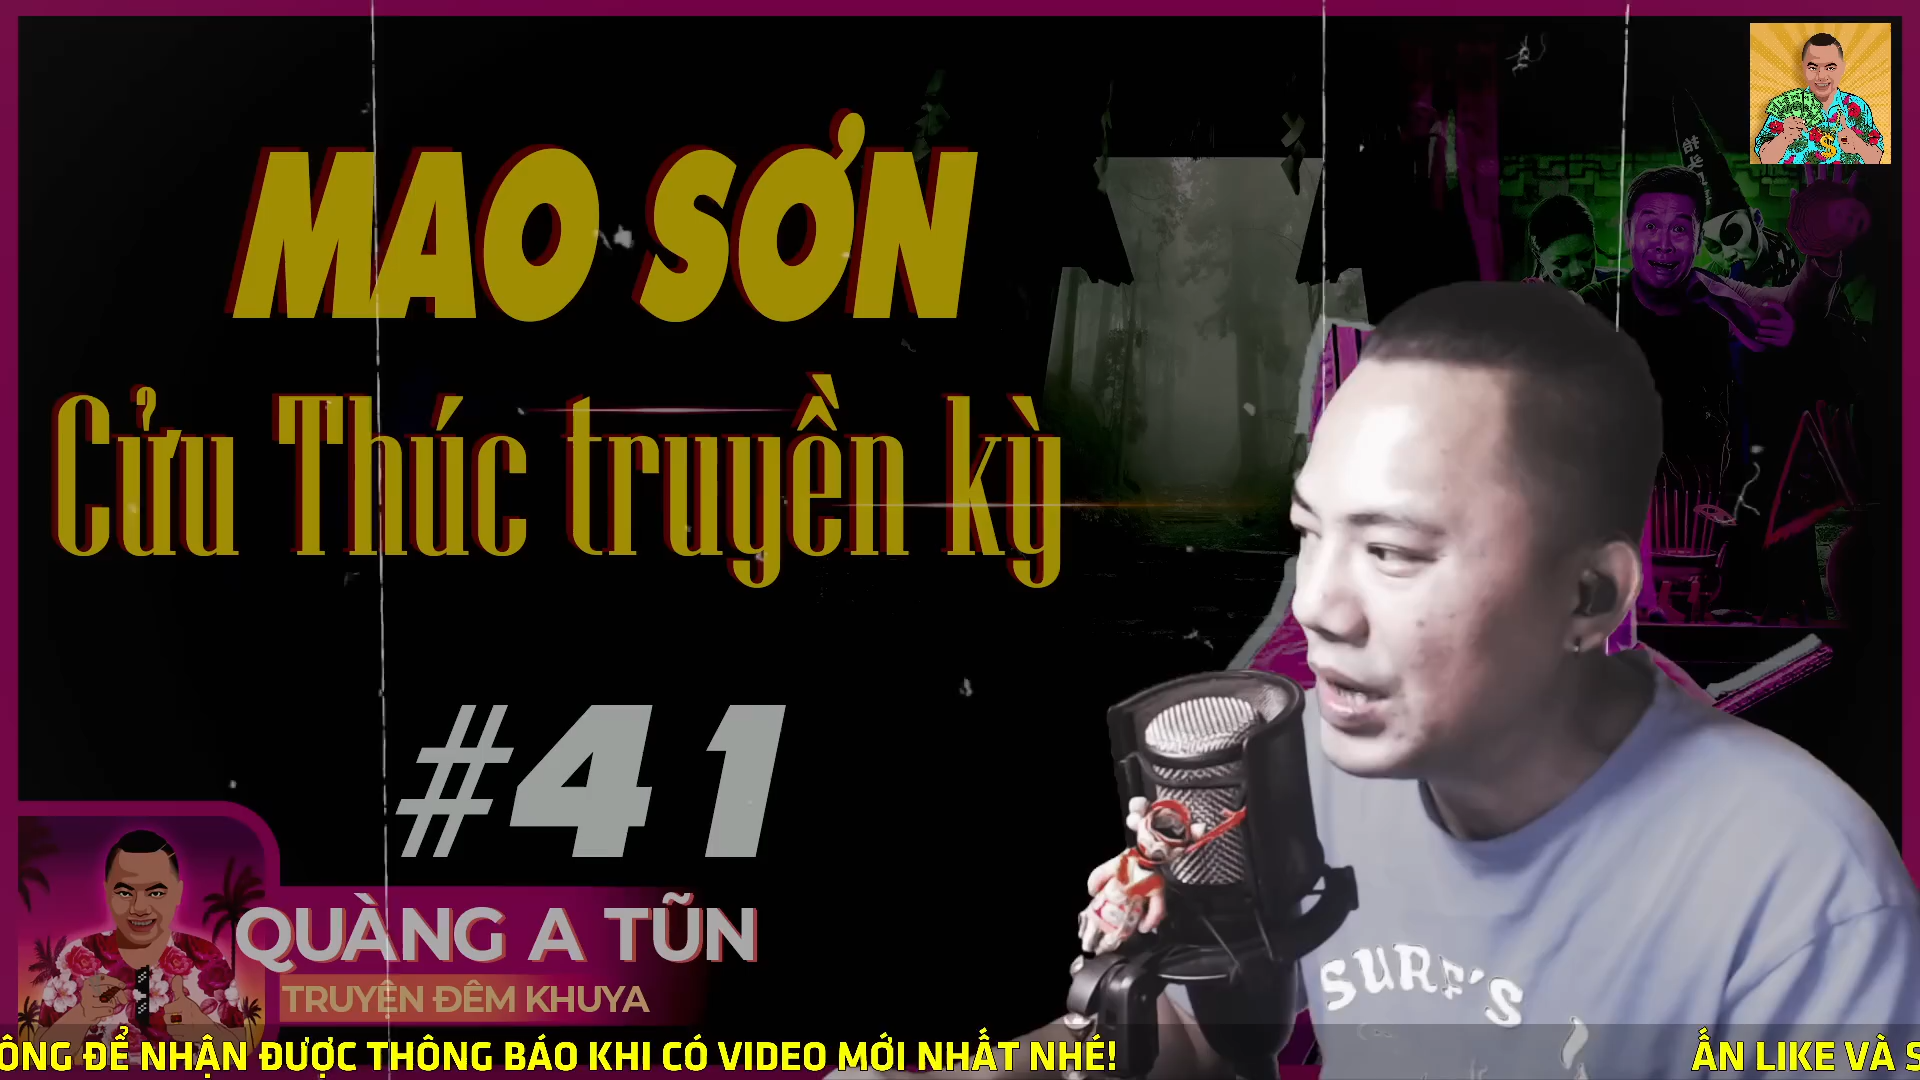 MAO SƠN
Cửu Thúc truyền kỳ
#41
QUÀNG A TŨN
TRUYỆN ĐÊM KHUYA
SURF'S
ÔNG ĐỂ NHẬN ĐƯỢC THÔNG BÁO KHI CÓ VIDEO MỚI NHẤT NHÉ! ẤN LIKE VÀ S